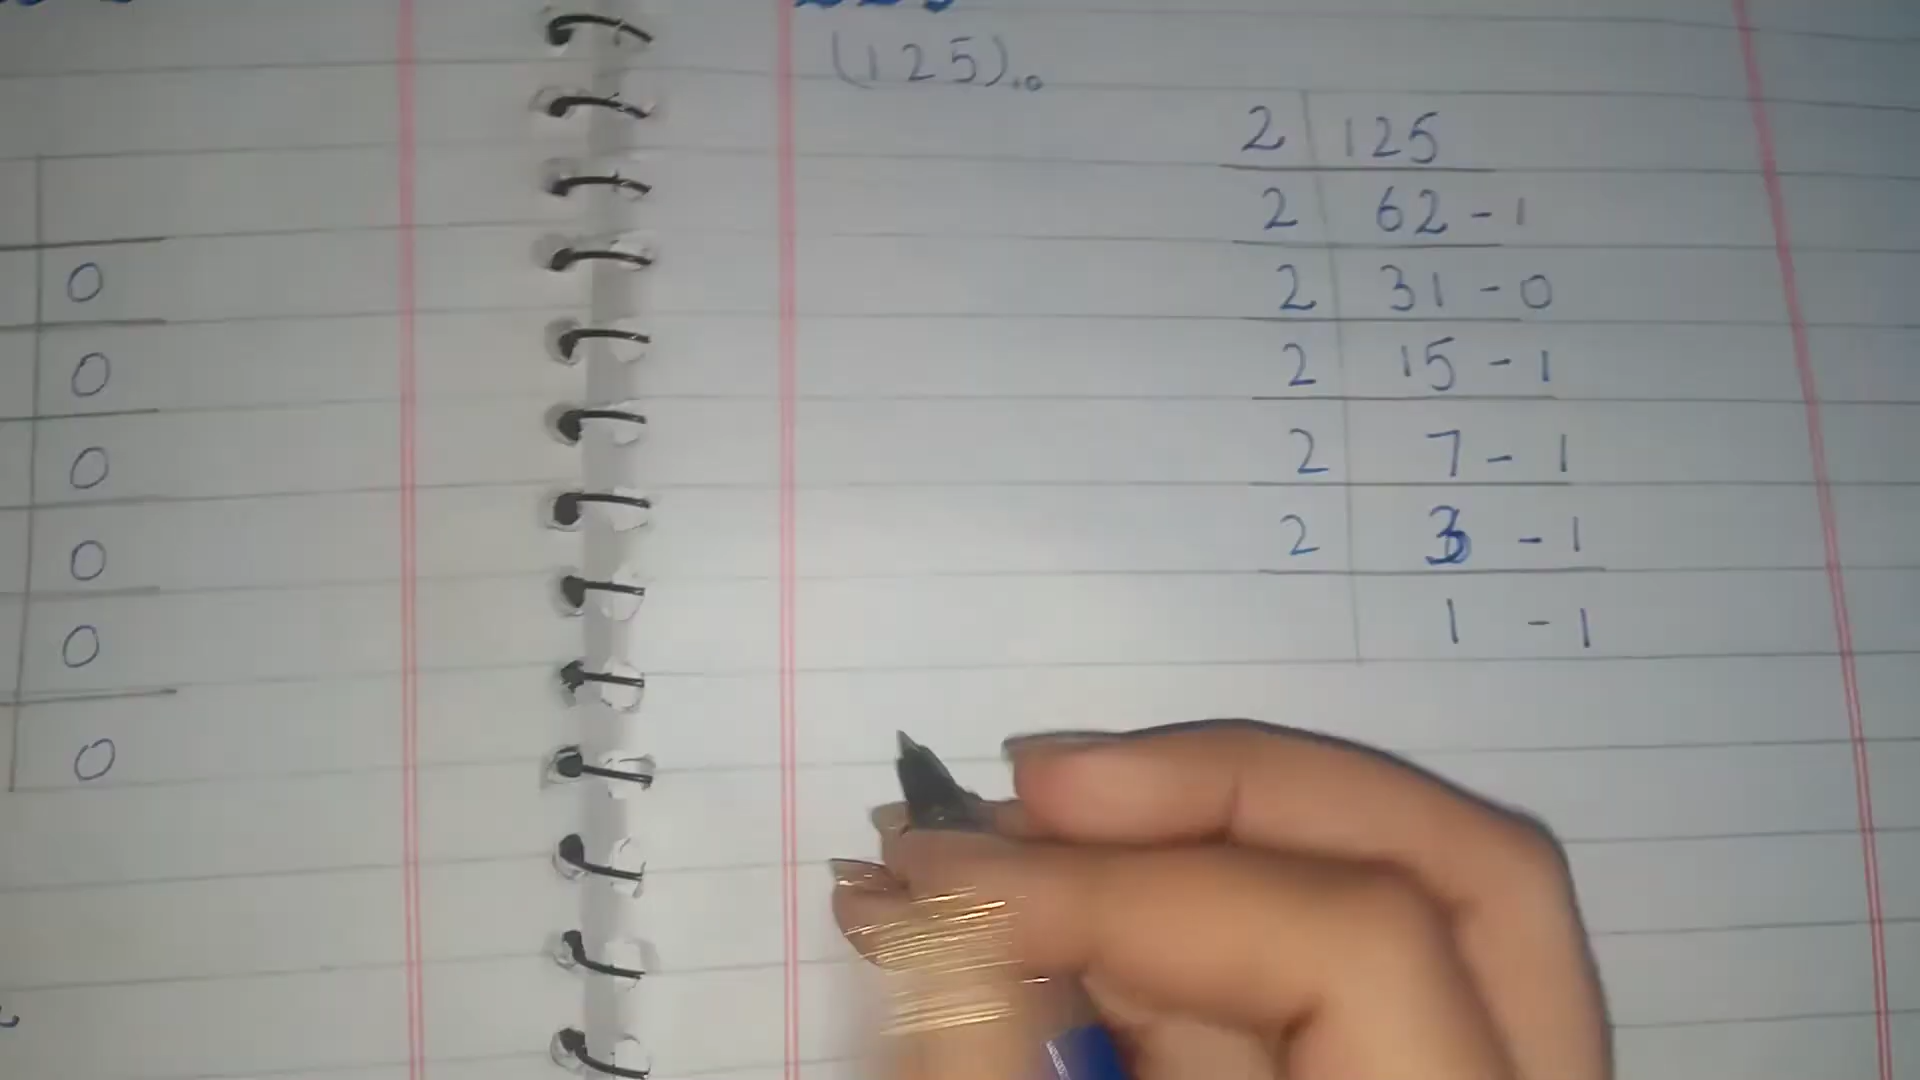 0
0
0
0
0
0
(125)10
2 125
2 62 - 1
2 31 - 0
2 15 - 1
2 7 - 1
2 3 - 1
1 - 1